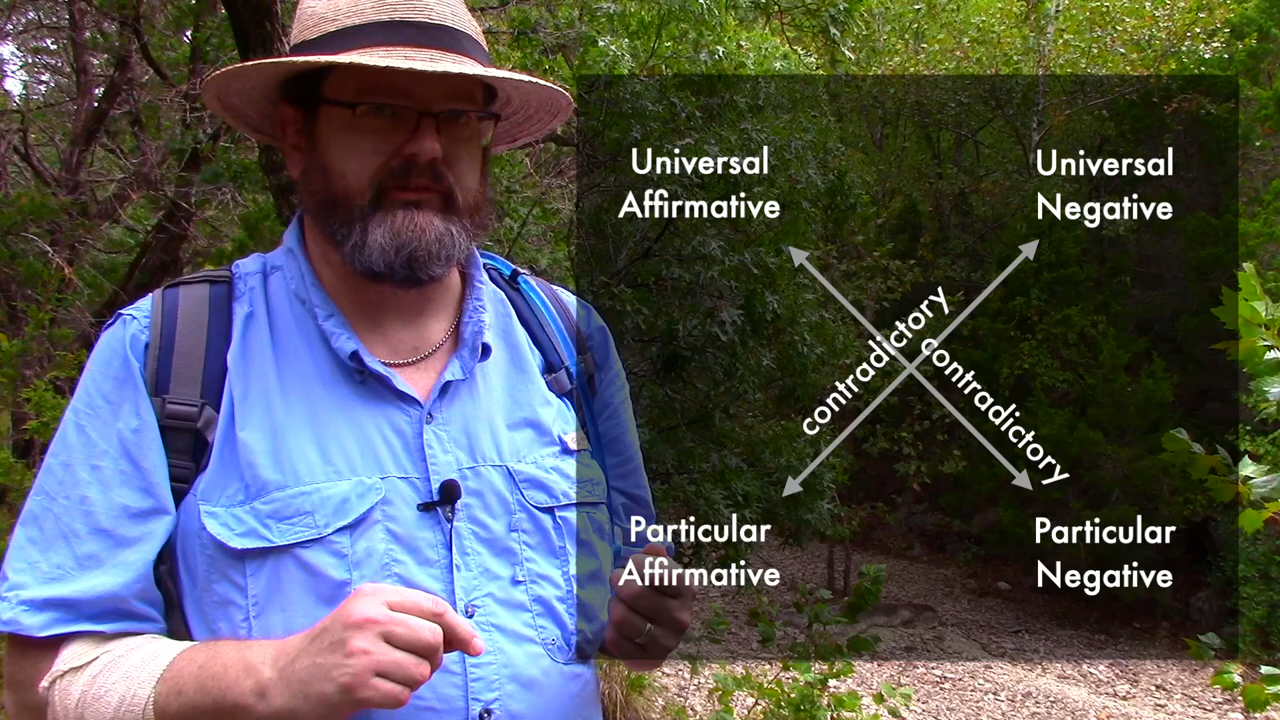 Universal
Affirmative
Universal
Negative
contradictory
contradictory
Particular
Affirmative
Particular
Negative